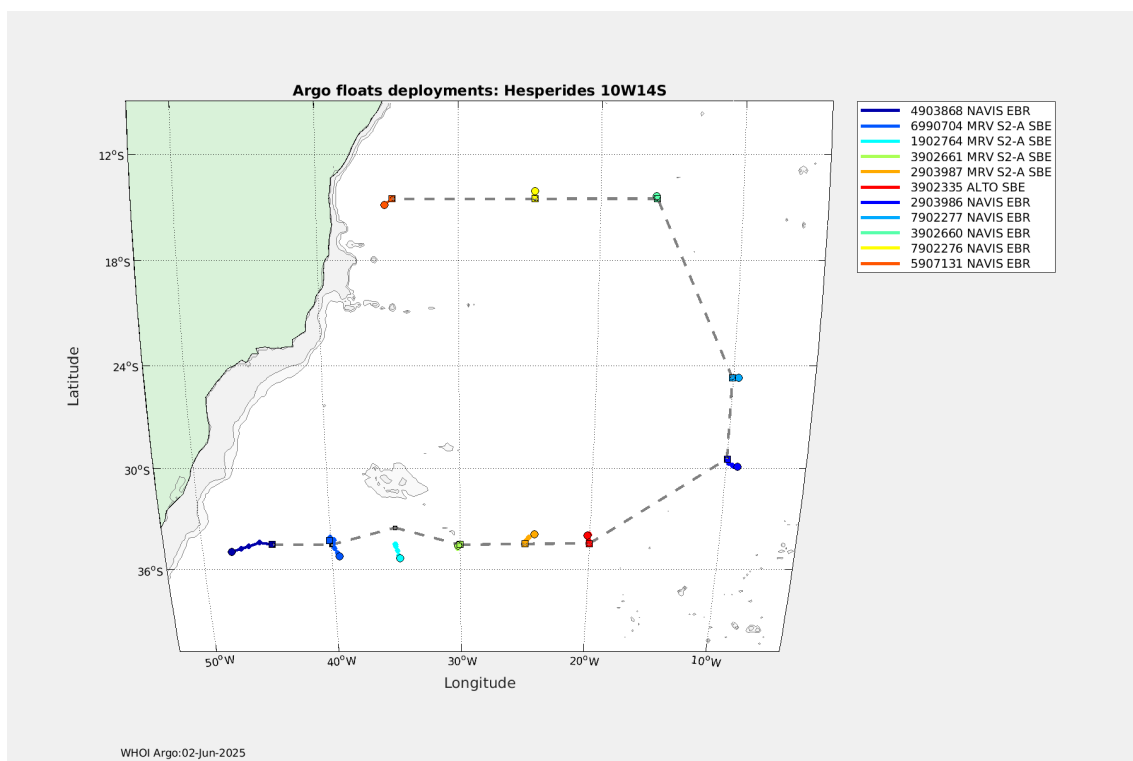 Argo floats deployments: Hesperides 10W14S
4903868 NAVIS EBR
6990704 MRV S2-A SBE
1902764 MRV S2-A SBE
3902661 MRV S2-A SBE
2903987 MRV S2-A SBE
3902335 ALTO SBE
2903986 NAVIS EBR
7902277 NAVIS EBR
3902660 NAVIS EBR
7902276 NAVIS EBR
5907131 NAVIS EBR
12°S
18°S
24°S
30°S
36°S
Latitude
50°W 40°W 30°W 20°W 10°W
Longitude
WHOI Argo:02-Jun-2025